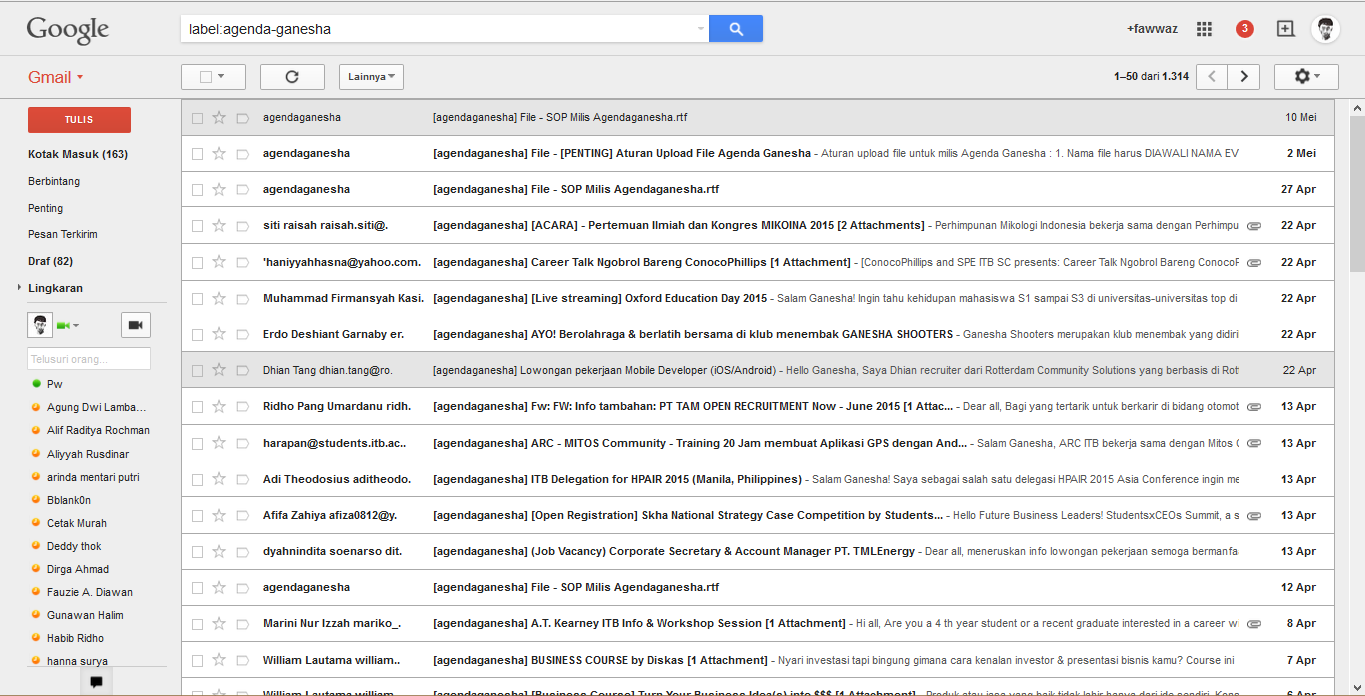 Google
label:agenda-ganesha
+fawwaz
3
Gmail
Lainnya
1–50 dari 1.314
TULIS
Kotak Masuk (163)
Berbintang
Penting
Pesan Terkirim
Draf (82)
Lingkaran
Telusuri orang...
Pw
Agung Dwi Lamba...
Alif Raditya Rochman
Aliyyah Rusdinar
arinda mentari putri
Bblank0n
Cetak Murah
Deddy thok
Dirga Ahmad
Fauzie A. Diawan
Gunawan Halim
Habib Ridho
hanna surya
agendaganesha [agendaganesha] File - SOP Milis Agendaganesha.rtf 10 Mei
agendaganesha [agendaganesha] File - [PENTING] Aturan Upload File Agenda Ganesha - Aturan upload file untuk milis Agenda Ganesha : 1. Nama file harus DIAWALI NAMA EV 2 Mei
agendaganesha [agendaganesha] File - SOP Milis Agendaganesha.rtf 27 Apr
siti raisah raisah.siti@. [agendaganesha] [ACARA] - Pertemuan Ilmiah dan Kongres MIKOINA 2015 [2 Attachments] - Perhimpunan Mikologi Indonesia bekerja sama dengan Perhimpu 22 Apr
'haniyyahhasna@yahoo.com. [agendaganesha] Career Talk Ngobrol Bareng ConocoPhillips [1 Attachment] - [ConocoPhillips and SPE ITB SC presents: Career Talk Ngobrol Bareng ConocoF 22 Apr
Muhammad Firmansyah Kasi. [agendaganesha] [Live streaming] Oxford Education Day 2015 - Salam Ganesha! Ingin tahu kehidupan mahasiswa S1 sampai S3 di universitas-universitas top di 22 Apr
Erdo Deshiant Garnaby er. [agendaganesha] AYO! Berolahraga & berlatih bersama di klub menembak GANESHA SHOOTERS - Ganesha Shooters merupakan klub menembak yang didiri 22 Apr
Dhian Tang dhian.tang@ro. [agendaganesha] Lowongan pekerjaan Mobile Developer (iOS/Android) - Hello Ganesha, Saya Dhian recruiter dari Rotterdam Community Solutions yang berbasis di Rot 22 Apr
Ridho Pang Umardanu ridh. [agendaganesha] Fw: FW: Info tambahan: PT TAM OPEN RECRUITMENT Now - June 2015 [1 Attac... - Dear all, Bagi yang tertarik untuk berkarir di bidang otomot 13 Apr
harapan@students.itb.ac.. [agendaganesha] ARC - MITOS Community - Training 20 Jam membuat Aplikasi GPS dengan And... - Salam Ganesha, ARC ITB bekerja sama dengan Mitos C 13 Apr
Adi Theodosius aditheodo. [agendaganesha] ITB Delegation for HPAIR 2015 (Manila, Philippines) - Salam Ganesha! Saya sebagai salah satu delegasi HPAIR 2015 Asia Conference ingin me 13 Apr
Afifa Zahiya afiza0812@y. [agendaganesha] [Open Registration] Skha National Strategy Case Competition by Students... - Hello Future Business Leaders! StudentsxCEOs Summit, a s 13 Apr
dyahnindita soenarso dit. [agendaganesha] (Job Vacancy) Corporate Secretary & Account Manager PT. TMLEnergy - Dear all, meneruskan info lowongan pekerjaan semoga bermanfa 13 Apr
agendaganesha [agendaganesha] File - SOP Milis Agendaganesha.rtf 12 Apr
Marini Nur Izzah mariko_. [agendaganesha] A.T. Kearney ITB Info & Workshop Session [1 Attachment] - Hi all, Are you a 4 th year student or a recent graduate interested in a career wi 8 Apr
William Lautama william.. [agendaganesha] BUSINESS COURSE by Diskas [1 Attachment] - Nyari investasi tapi bingung gimana cara kenalan investor & presentasi bisnis kamu? Course ini 7 Apr
William Lautama william.. [agendaganesha] [Business Course] Turn Your Business Idea(s) into $$$ [1 Attachment] - Produk atau jasa yang baik tidak lahir hanya dari ide sendiri. 6 Apr